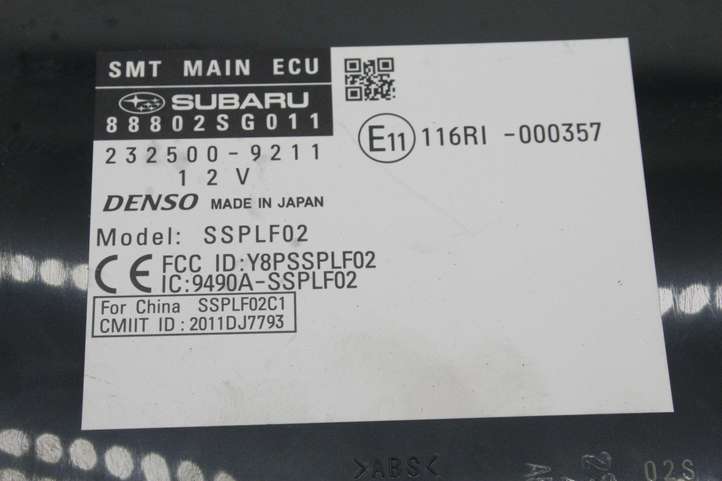 SMT MAIN ECU
SUBARU
88802SG011
232500-9211
12V
DENSO MADE IN JAPAN
Model: SSPLF02
CE FCC ID:Y8PSSPLF02
IC:9490A-SSPLF02
For China SSPLF02C1
CMIIT ID:2011DJ7793
E11 116RI -000357
>ABS<
02S